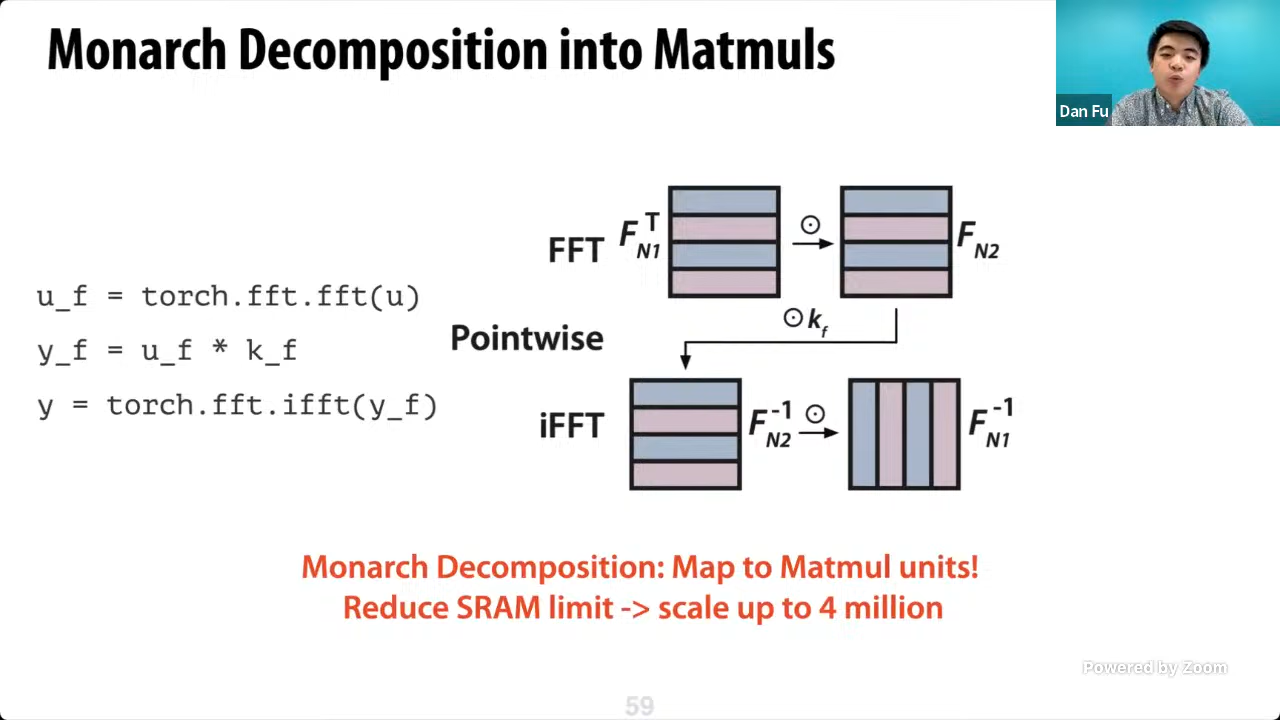 Monarch Decomposition into Matmuls
Dan Fu
FFT F_N1^T ⊙ F_N2
u_f = torch.fft.fft(u)
Pointwise ⊙ k_f
y_f = u_f * k_f
y = torch.fft.ifft(y_f)
iFFT F_N2^-1 ⊙ F_N1^-1
Monarch Decomposition: Map to Matmul units!
Reduce SRAM limit -> scale up to 4 million
Powered by Zoom
59